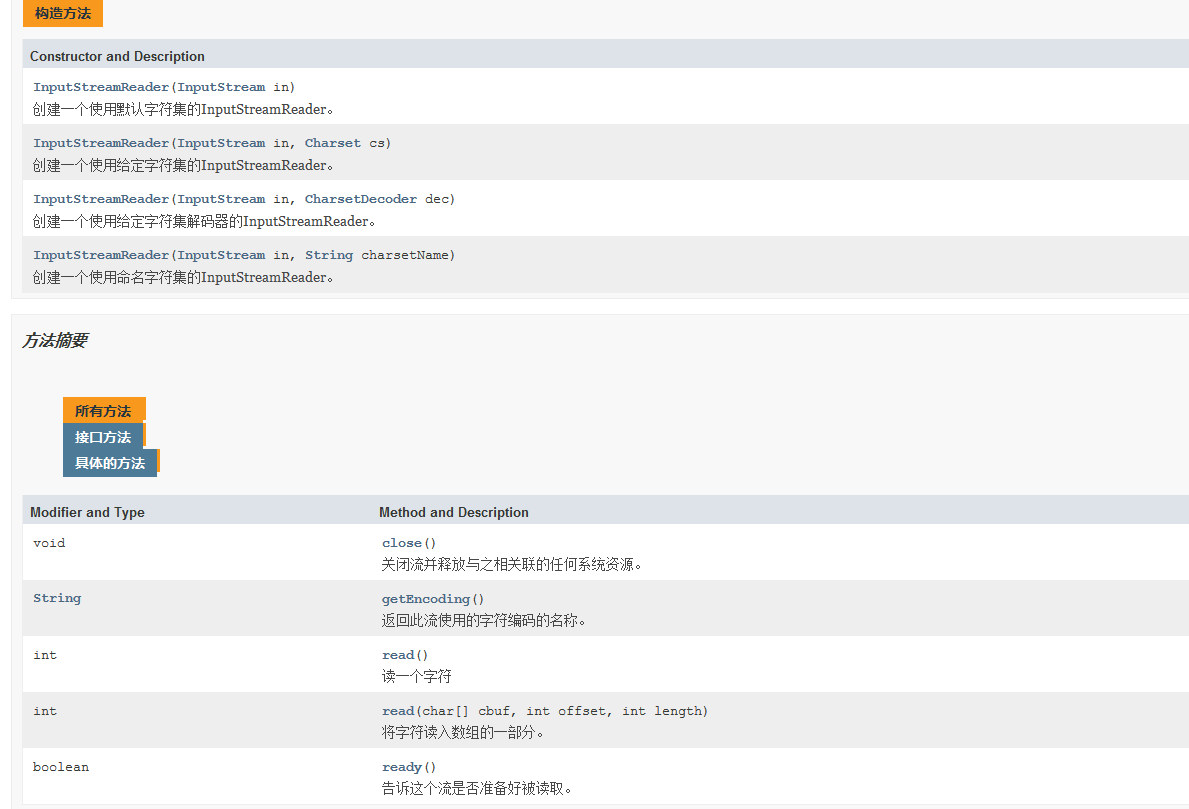 构造方法
Constructor and Description
InputStreamReader(InputStream in)
创建一个使用默认字符集的InputStreamReader。
InputStreamReader(InputStream in, Charset cs)
创建一个使用给定字符集的InputStreamReader。
InputStreamReader(InputStream in, CharsetDecoder dec)
创建一个使用给定字符集解码器的InputStreamReader。
InputStreamReader(InputStream in, String charsetName)
创建一个使用命名字符集的InputStreamReader。
方法摘要
所有方法
接口方法
具体的方法
Modifier and Type Method and Description
void close()
关闭流并释放与之相关联的任何系统资源。
String getEncoding()
返回此流使用的字符编码的名称。
int read()
读一个字符
int read(char[] cbuf, int offset, int length)
将字符读入数组的一部分。
boolean ready()
告诉这个流是否准备好被读取。